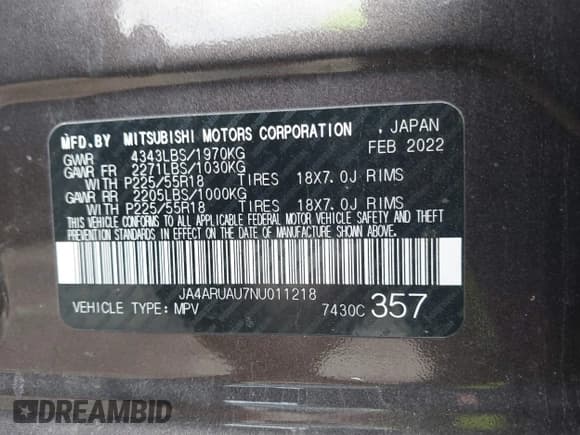 MFD.BY MITSUBISHI MOTORS CORPORATION , JAPAN
GVWR 4343LBS/1970KG FEB 2022
GAWR FR 2271LBS/1030KG
WITH P225/55R18 TIRES 18X7.0J RIMS
GAWR RR 2205LBS/1000KG
WITH P225/55R18 TIRES 18X7.0J RIMS
THIS VEHICLE CONFORMS TO ALL APPLICABLE FEDERAL MOTOR VEHICLE SAFETY AND THEFT
PREVENTION STANDARDS IN EFFECT ON THE DATE OF MANUFACTURE SHOWN ABOVE.
JA4ARUAU7NU011218
VEHICLE TYPE: MPV 7430C 357
DREAMBID